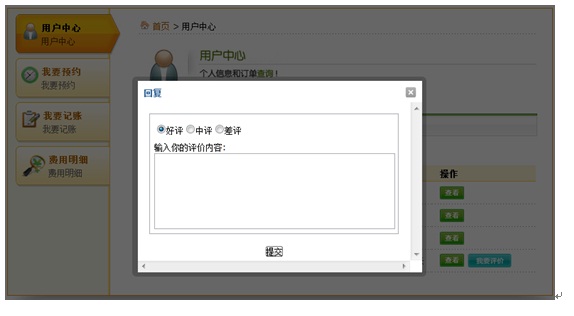 用户中心
用户中心
我要预约
我要预约
我要记账
我要记账
费用明细
费用明细
首页 > 用户中心
用户中心
个人信息和订单查询！
回复
好评 中评 差评
输入你的评价内容：
提交
操作
查看
查看
查看
查看 我要评价